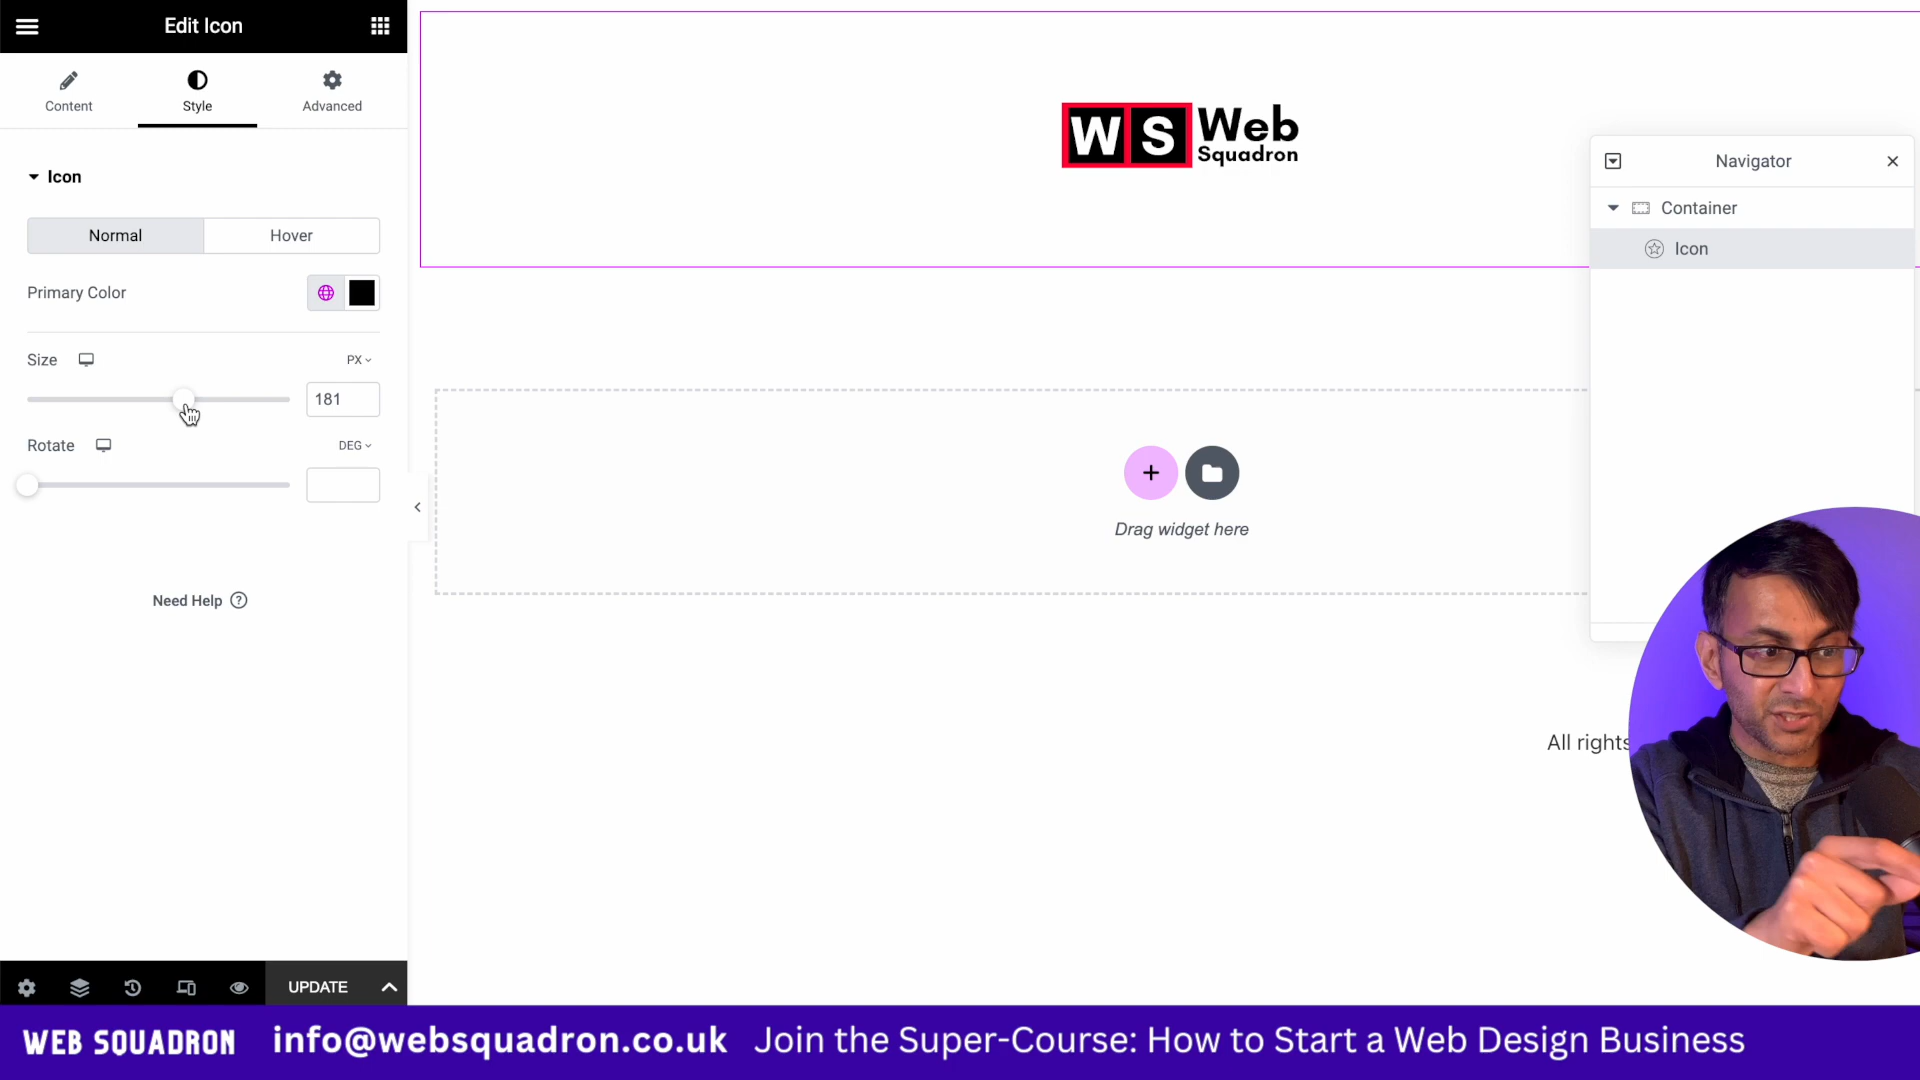 Edit Icon
Content
Style
Advanced
Icon
Normal
Hover
Primary Color
Size
PX
181
Rotate
DEG
Need Help ?
UPDATE
W S Web
Squadron
Drag widget here
All rights
Navigator
Container
Icon
WEB SQUADRON info@websquadron.co.uk Join the Super-Course: How to Start a Web Design Business